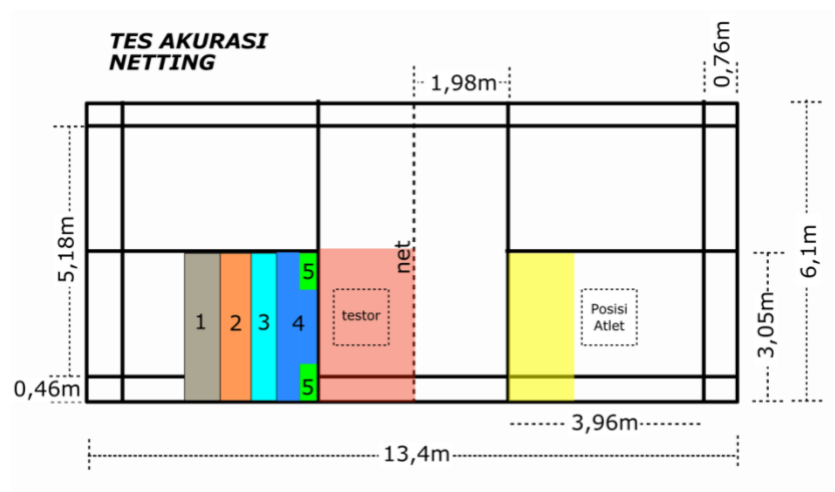 TES AKURASI
NETTING
0,76m
1,98m
5,18m
net
6,1m
5
1
2
3
4
testor
Posisi
Atlet
3,05m
0,46m
5
3,96m
13,4m